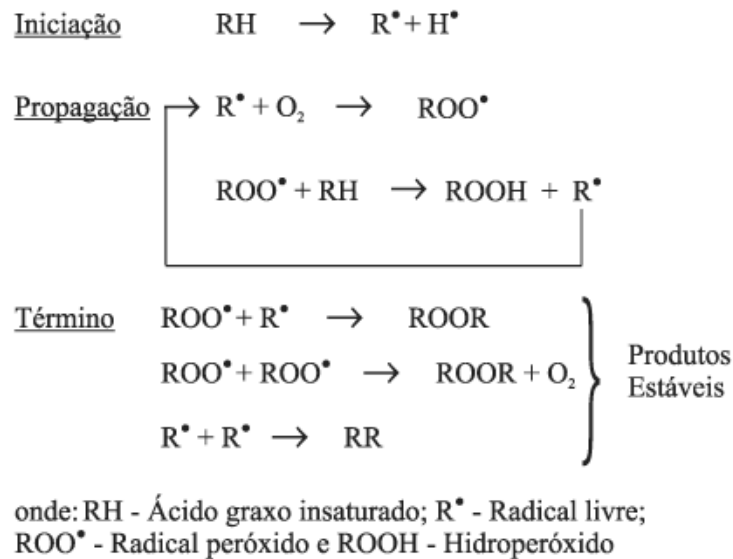 Iniciação RH → R• + H•
Propagação → R• + O₂ → ROO•
ROO• + RH → ROOH + R•
Término ROO• + R• → ROOR
ROO• + ROO• → ROOR + O₂
R• + R• → RR
Produtos
Estáveis
onde: RH - Ácido graxo insaturado; R• - Radical livre;
ROO• - Radical peróxido e ROOH - Hidroperóxido